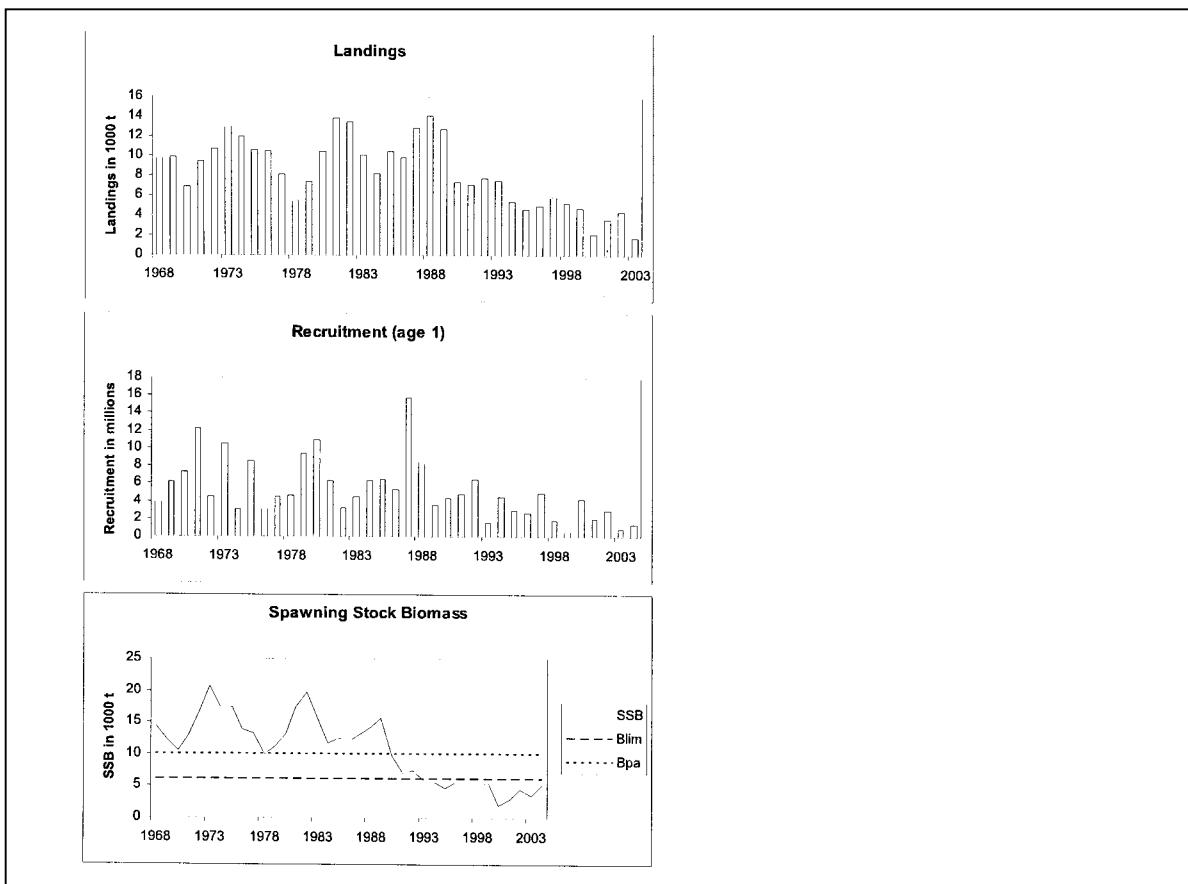 Landings
Landings in 1000 t
16
14
12
10
8
6
4
2
0
1968 1973 1978 1983 1988 1993 1998 2003
Recruitment (age 1)
Recruitment in millions
18
16
14
12
10
8
6
4
2
0
1968 1973 1978 1983 1988 1993 1998 2003
Spawning Stock Biomass
SSB in 1000 t
25
20
15
10
5
0
1968 1973 1978 1983 1988 1993 1998 2003
SSB
Blim
Bpa